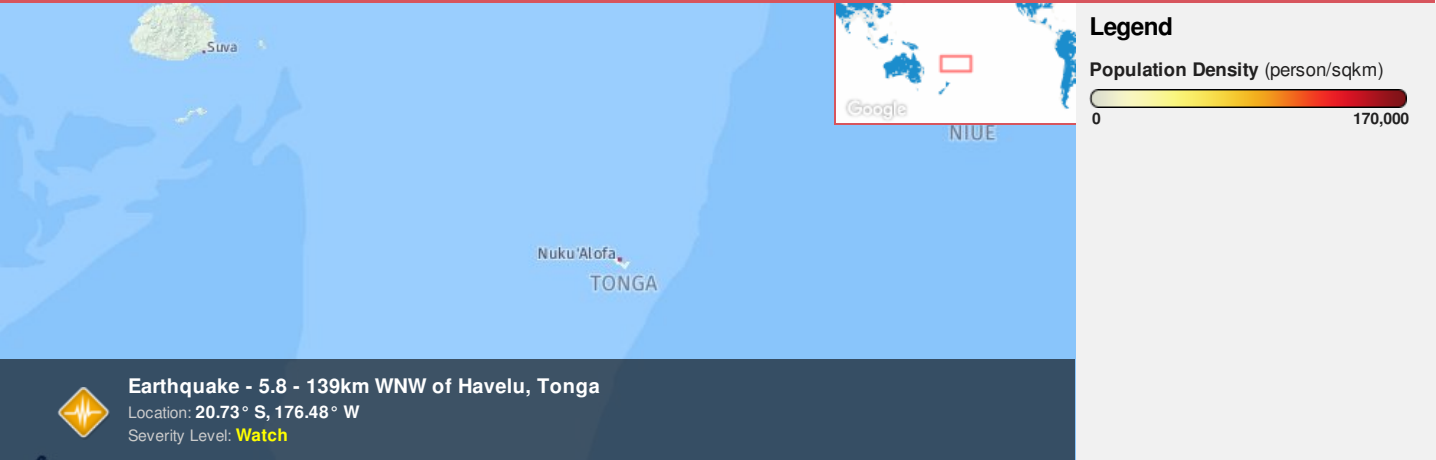 Suva
Google
NIUE
Nuku'Alofa
TONGA
Legend
Population Density (person/sqkm)
0
170,000
Earthquake - 5.8 - 139km WNW of Havelu, Tonga
Location: 20.73° S, 176.48° W
Severity Level: Watch